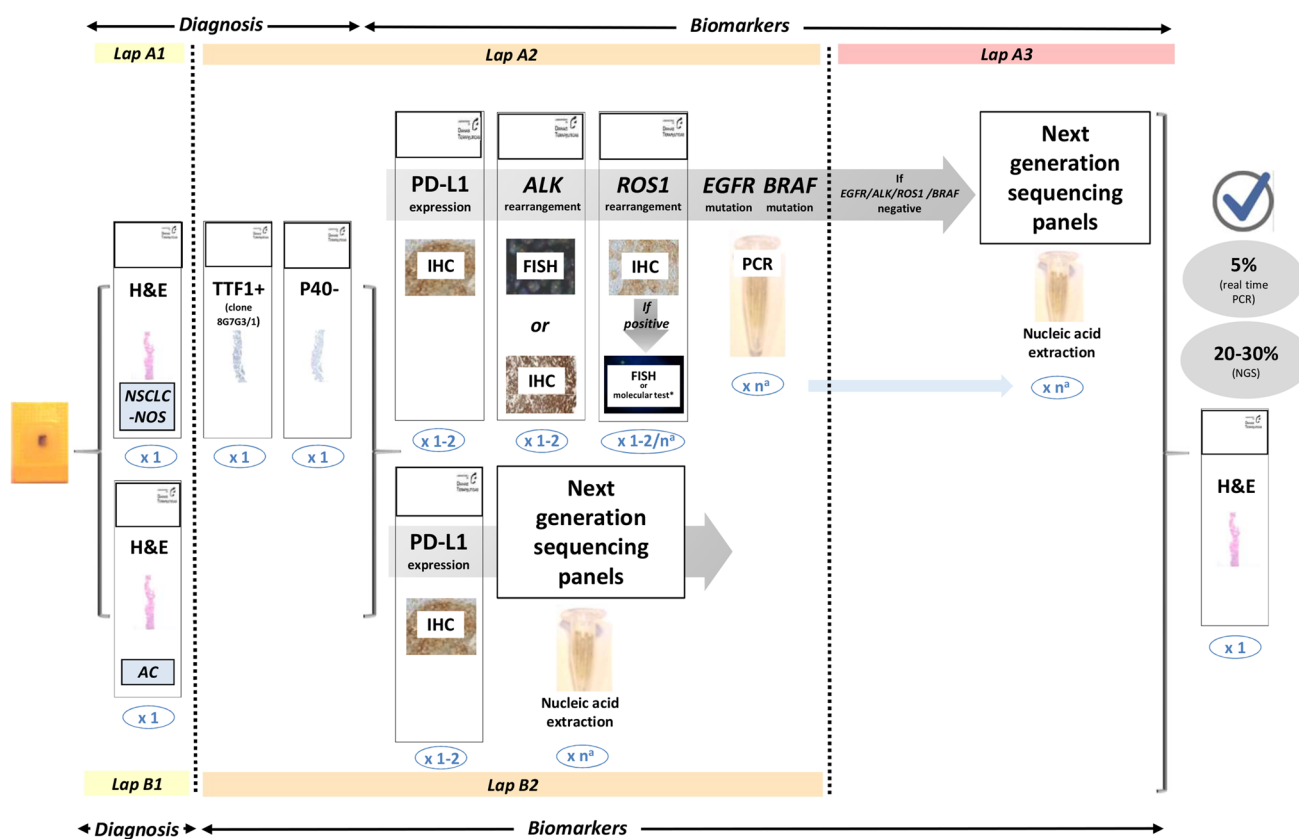 Diagnosis
Biomarkers
Lap A1
Lap A2
Lap A3
H&E
NSCLC
-NOS
x 1
H&E
AC
x 1
TTF1+
(clone
8G7G3/1)
x 1
P40-
x 1
PD-L1
expression
IHC
x 1-2
ALK
rearrangement
FISH
or
IHC
x 1-2
ROS1
rearrangement
IHC
If
positive
FISH
or
molecular test*
x 1-2/nª
EGFR BRAF
mutation mutation
PCR
x nª
If
EGFR/ALK/ROS1 /BRAF
negative
Next
generation
sequencing
panels
Nucleic acid
extraction
x nª
PD-L1
expression
IHC
x 1-2
Next
generation
sequencing
panels
Nucleic acid
extraction
x nª
5%
(real time
PCR)
20-30%
(NGS)
H&E
x 1
Lap B1
Lap B2
Diagnosis
Biomarkers